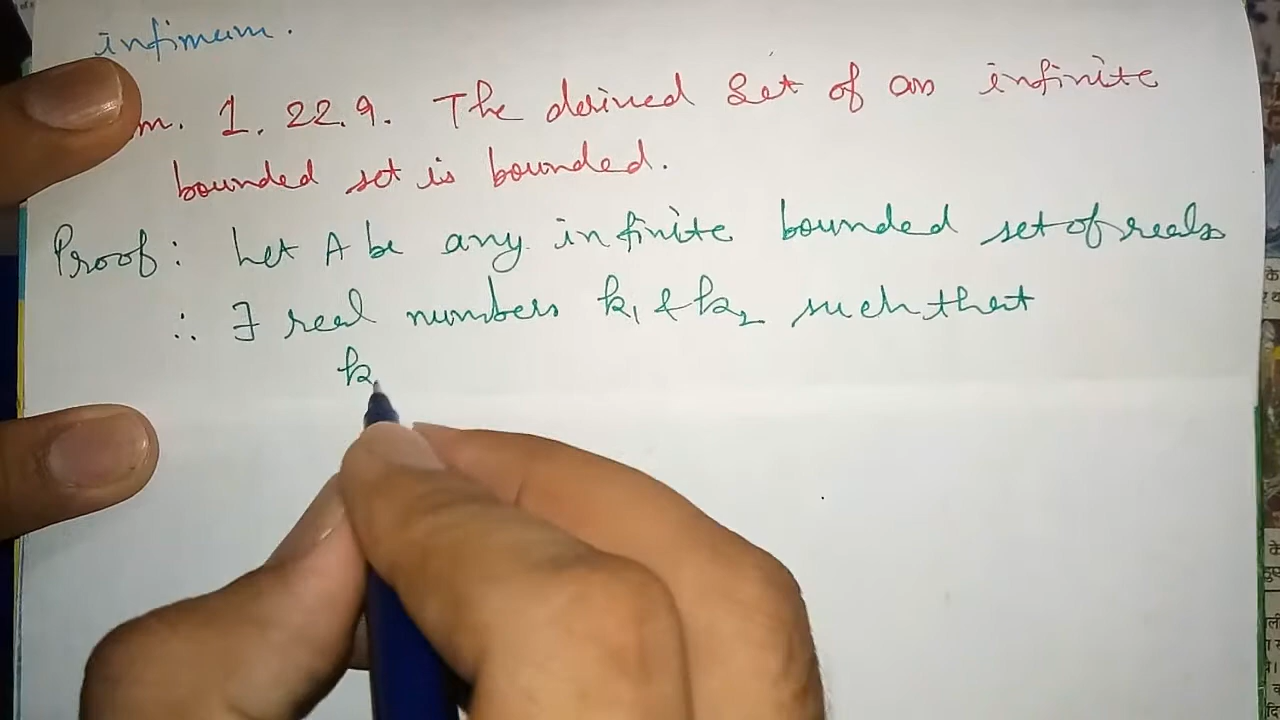 infimum.
m. 1.22.9. The derived set of an infinite
bounded set is bounded.
Proof: Let A be any infinite bounded set of reals
∴ ∃ real numbers k₁ & k₂ such that
k